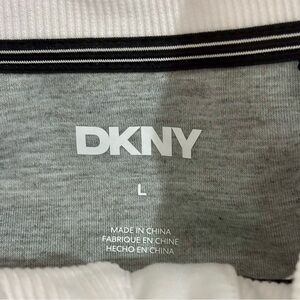 DKNY
L
MADE IN CHINA
FABRIQUÉ EN CHINE
HECHO EN CHINA